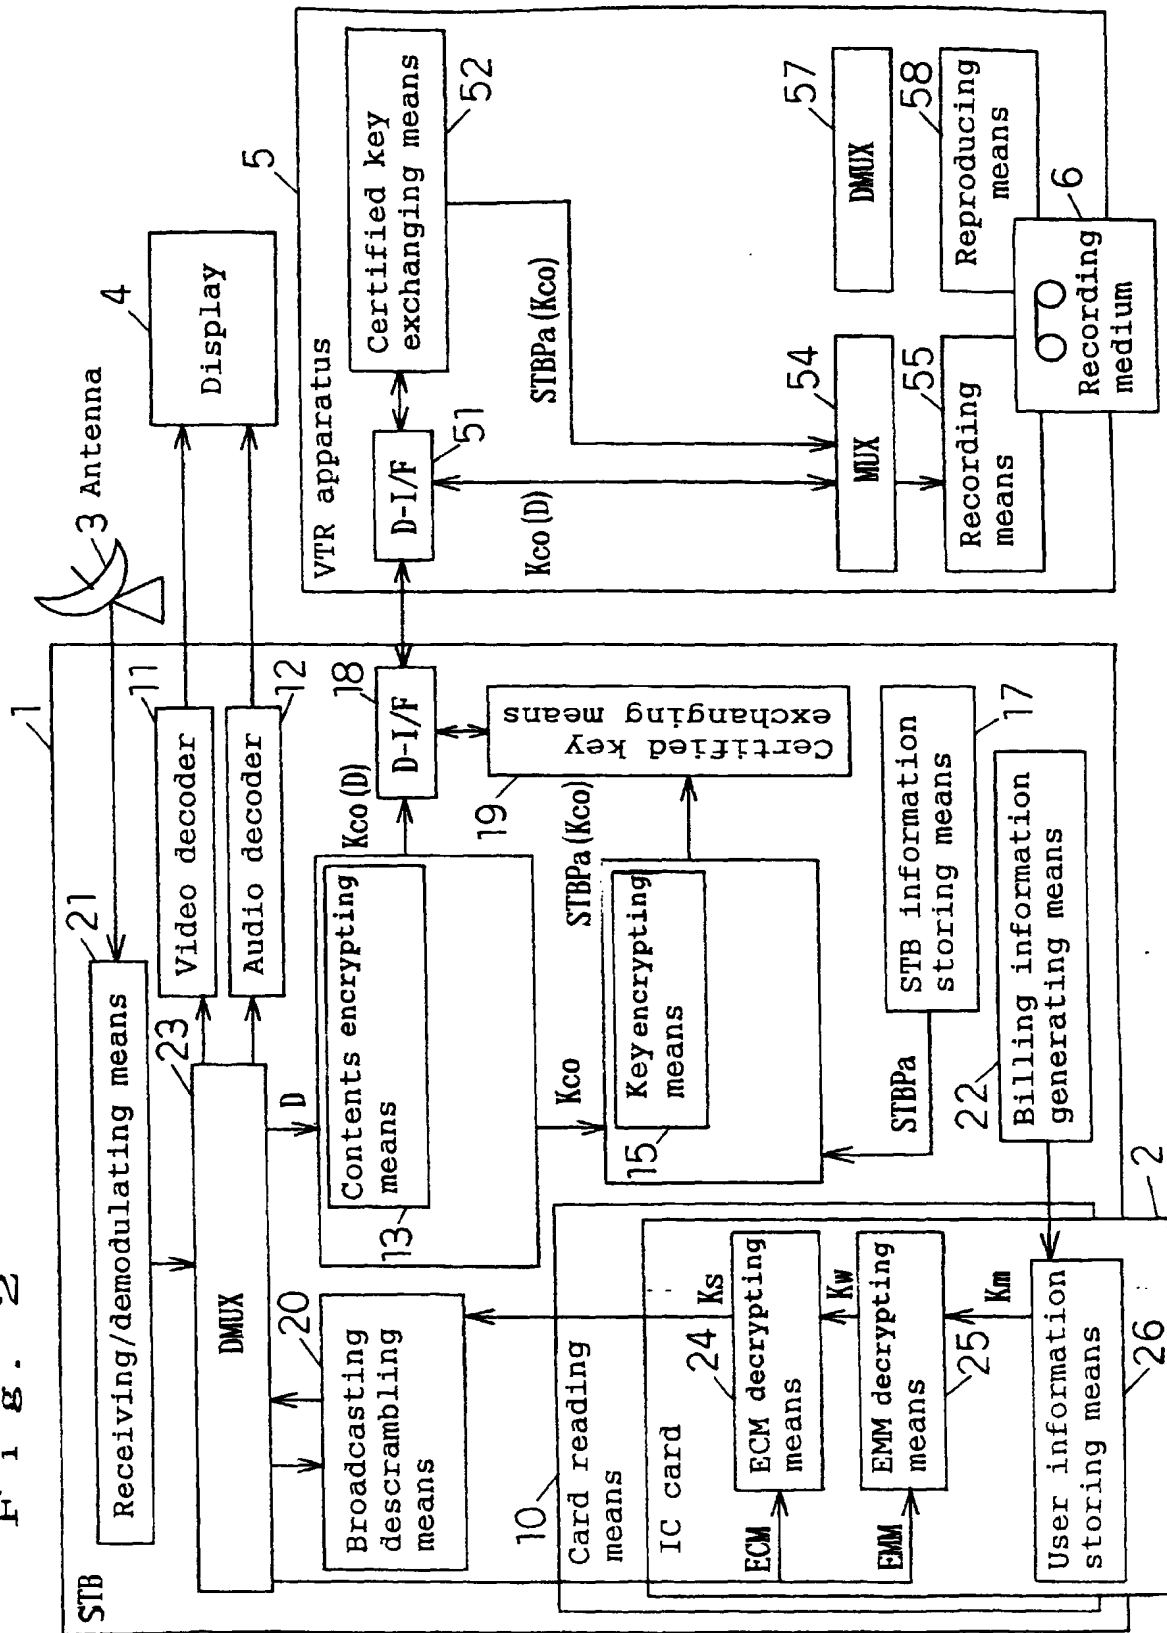 Fig. 2
STB
1
Receiving/demodulating means
21
3 Antenna
4
Display
DMUX
23
Video decoder
11
Audio decoder
12
Broadcasting
descrambling
means
20
D
Contents encrypting
means
13
Kco(D)
D-I/F
18
Certified key
exchanging means
19
Kco
STBPa(Kco)
Key encrypting
means
15
STBPa
STB information
storing means
17
Billing information
generating means
22
Card reading
means
10
IC card
2
ECM
Ks
ECM decrypting
means
24
Kw
EMM
EMM decrypting
means
25
Km
User information
storing means
26
5
VTR apparatus
D-I/F
51
Certified key
exchanging means
52
STBPa(Kco)
Kco(D)
MUX
54
DMUX
57
Recording
means
55
Reproducing
means
58
Recording
medium
6